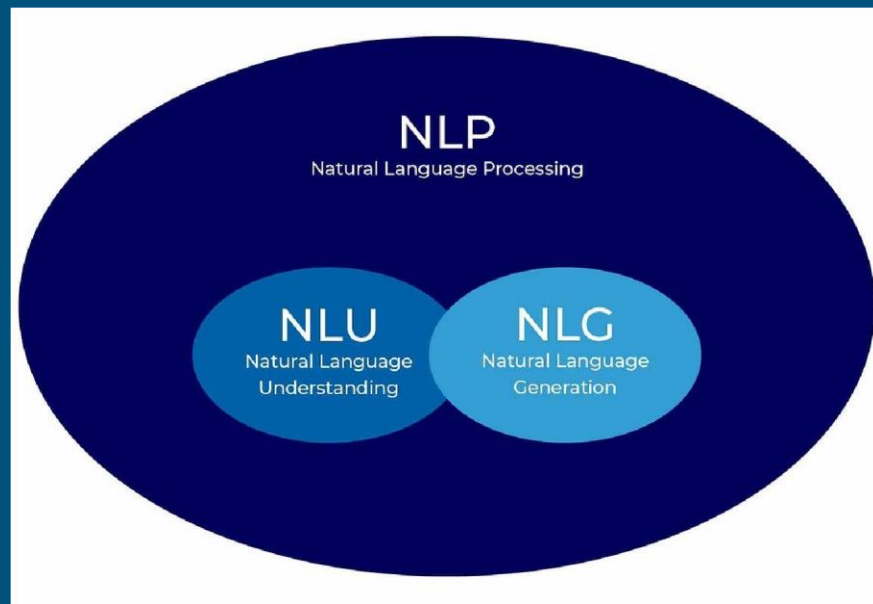 NLP
Natural Language Processing
NLU
Natural Language
Understanding
NLG
Natural Language
Generation